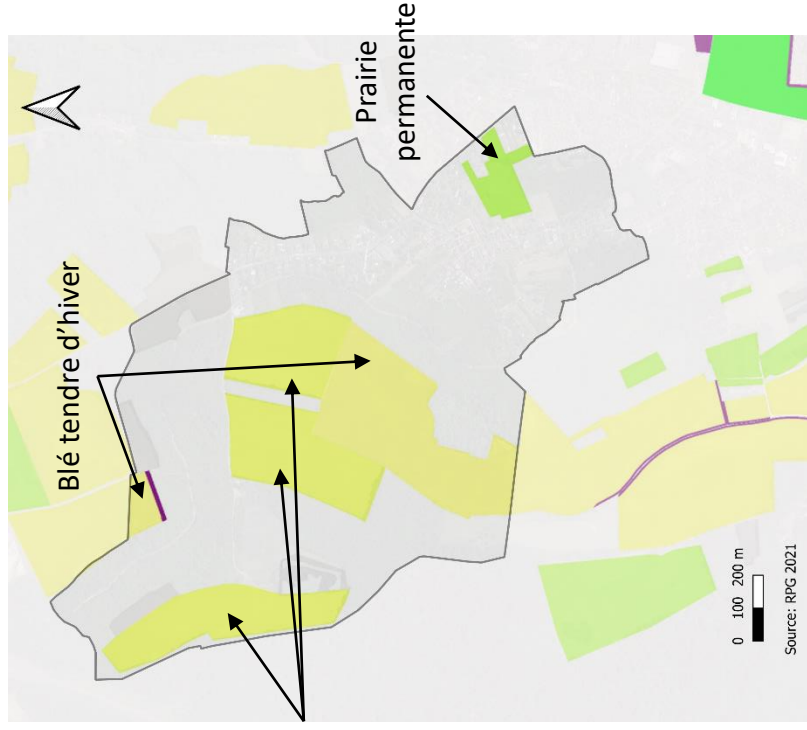 Blé tendre d'hiver
Prairie
permanente
0 100 200 m
Source: RPG 2021